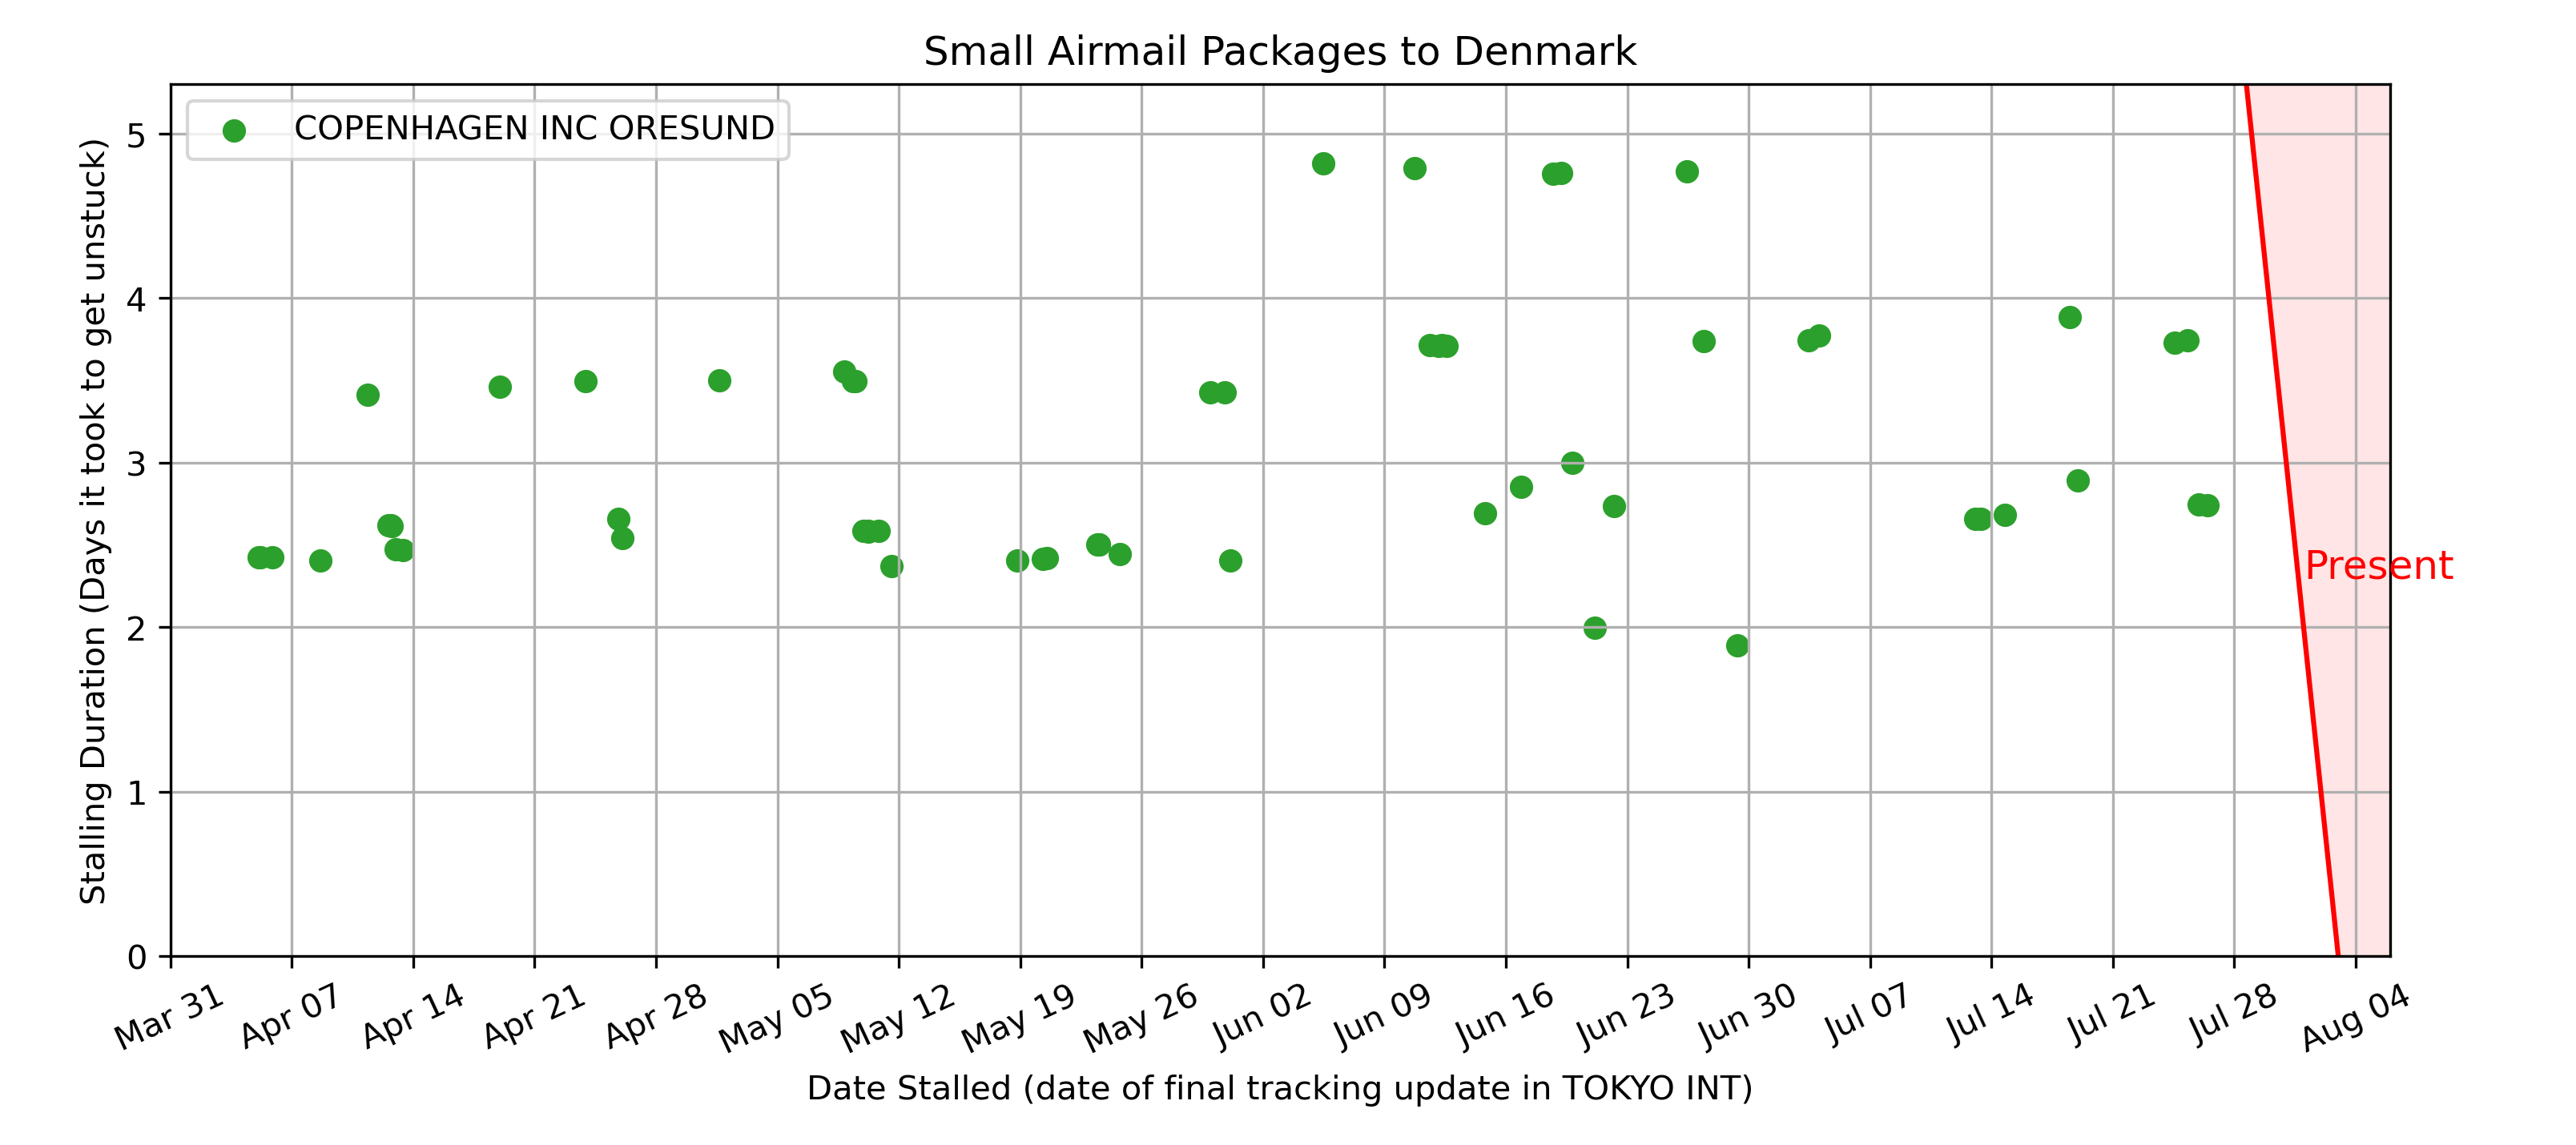 Small Airmail Packages to Denmark
COPENHAGEN INC ORESUND
Stalling Duration (Days it took to get unstuck)
5
4
3
2
1
0
Present
Mar 31
Apr 07
Apr 14
Apr 21
Apr 28
May 05
May 12
May 19
May 26
Jun 02
Jun 09
Jun 16
Jun 23
Jun 30
Jul 07
Jul 14
Jul 21
Jul 28
Aug 04
Date Stalled (date of final tracking update in TOKYO INT)